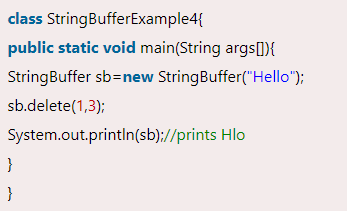 class StringBufferExample4{
public static void main(String args[]){
StringBuffer sb=new StringBuffer("Hello");
sb.delete(1,3);
System.out.println(sb);//prints Hlo
}
}